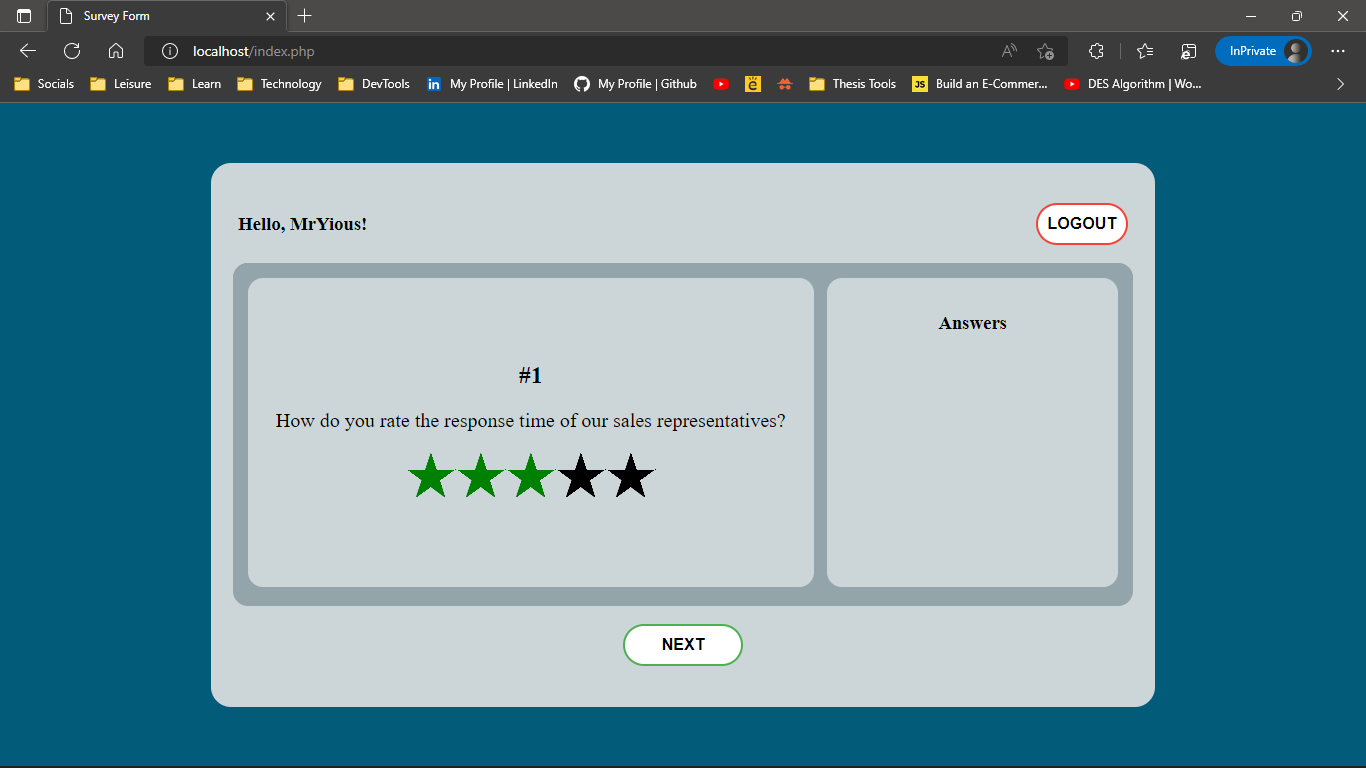 Survey Form
localhost/index.php
InPrivate
Socials Leisure Learn Technology DevTools My Profile | LinkedIn My Profile | Github Thesis Tools JS Build an E-Commer... DES Algorithm | Wo...
Hello, MrYious!
LOGOUT
#1
How do you rate the response time of our sales representatives?
Answers
NEXT